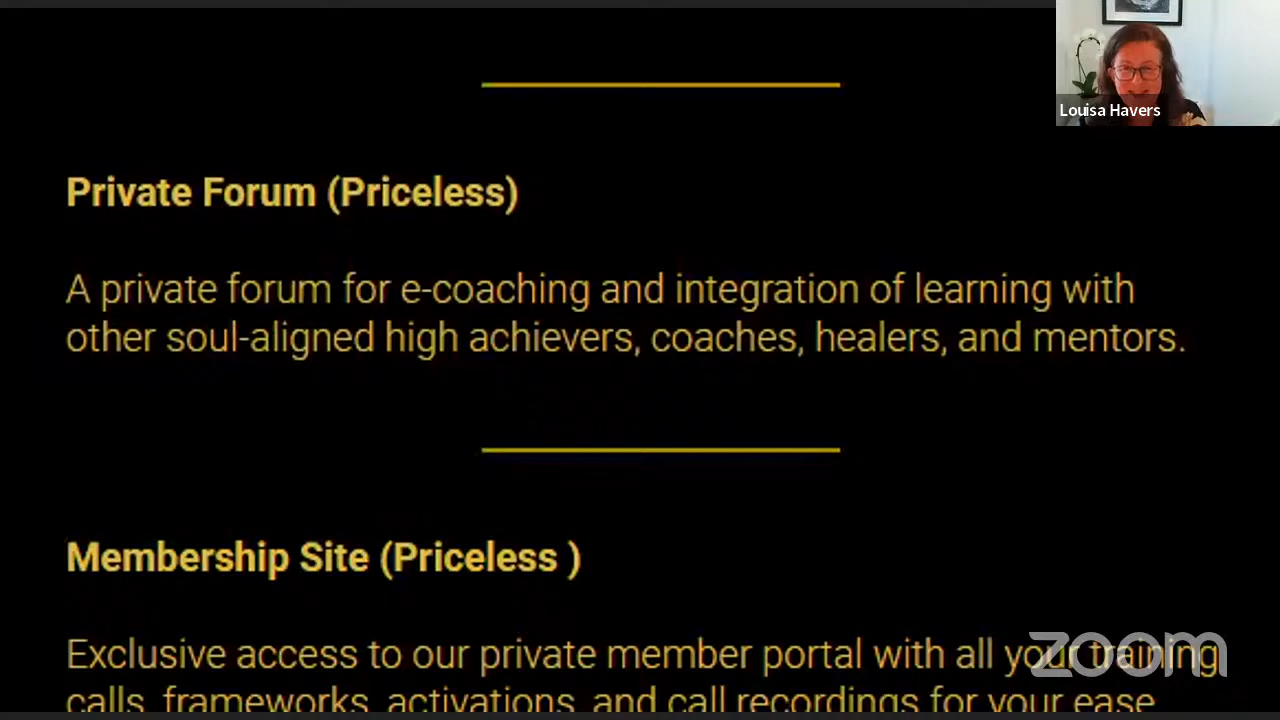 Louisa Havers
Private Forum (Priceless)
A private forum for e-coaching and integration of learning with
other soul-aligned high achievers, coaches, healers, and mentors.
Membership Site (Priceless )
Exclusive access to our private member portal with all your training
calls, frameworks, activations, and call recordings for your ease
zoom